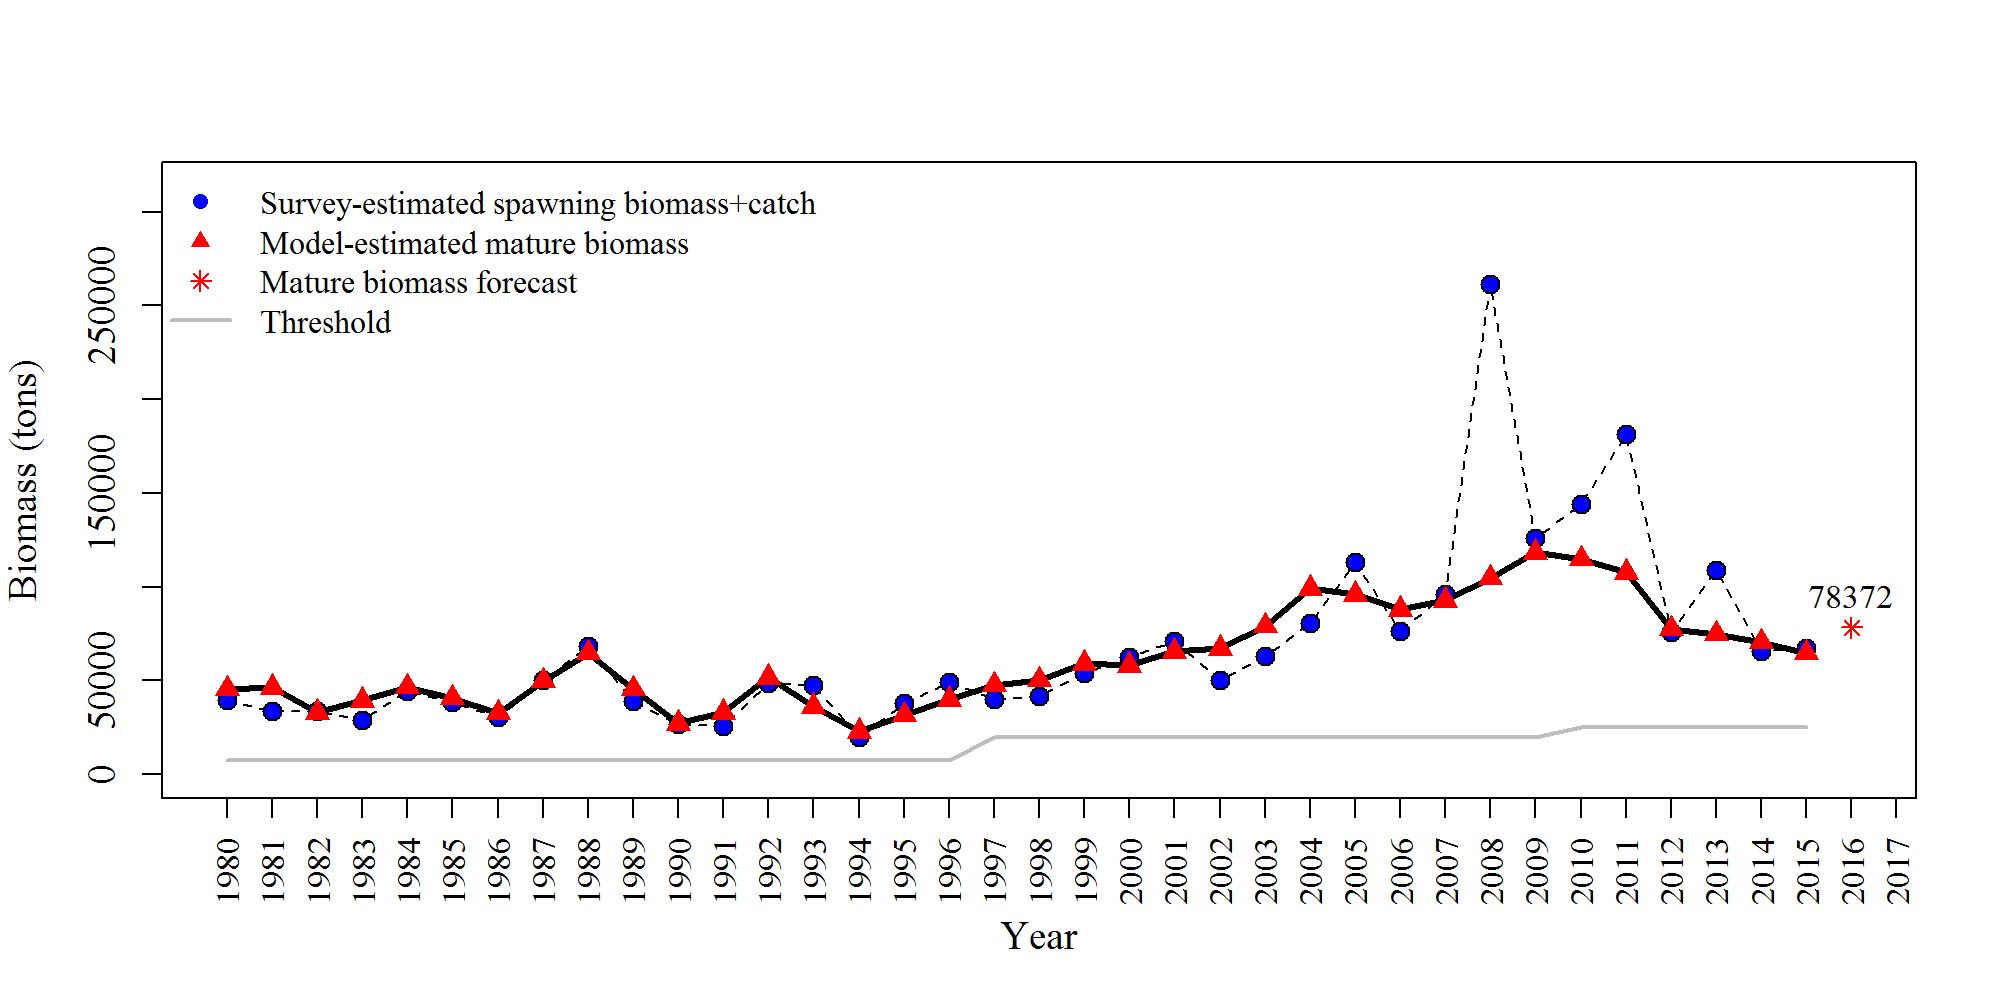 Survey-estimated spawning biomass+catch
Model-estimated mature biomass
Mature biomass forecast
Threshold
Biomass (tons)
250000
150000
50000
0
78372
1980 1981 1982 1983 1984 1985 1986 1987 1988 1989 1990 1991 1992 1993 1994 1995 1996 1997 1998 1999 2000 2001 2002 2003 2004 2005 2006 2007 2008 2009 2010 2011 2012 2013 2014 2015 2016 2017
Year